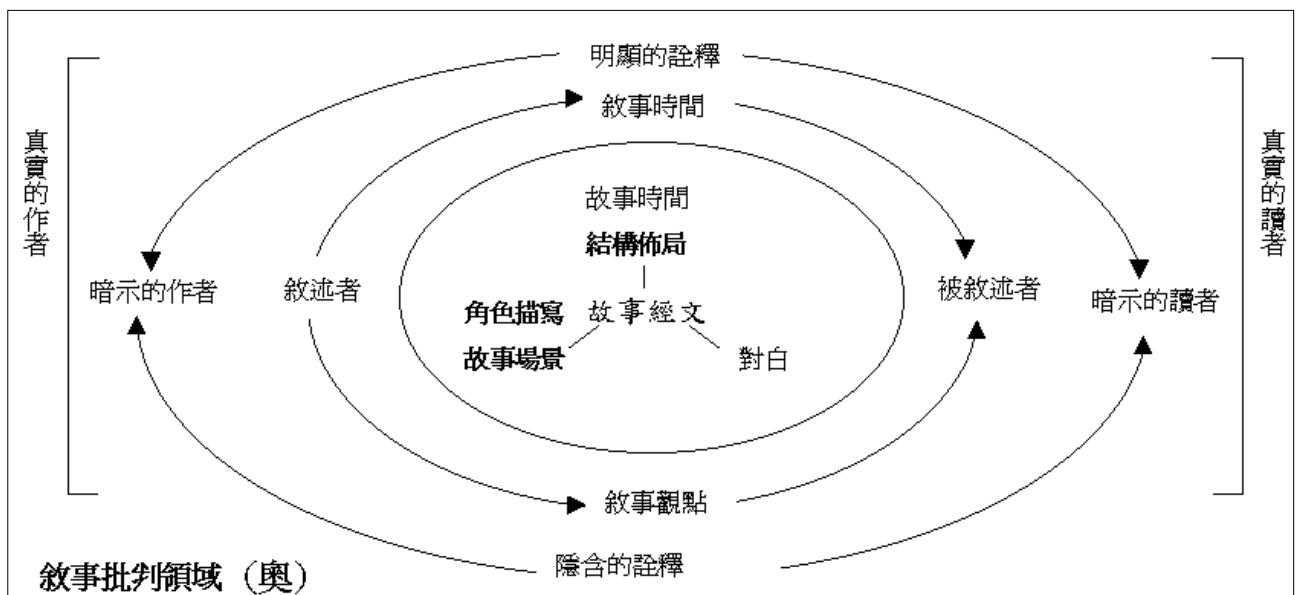 明顯的詮釋
敘事時間
真實的作者
真實的讀者
故事時間
結構佈局
暗示的作者
敘述者
被敘述者
暗示的讀者
角色描寫
故事經文
故事場景
對白
敘事觀點
隱含的詮釋
敘事批判領域 (奧)